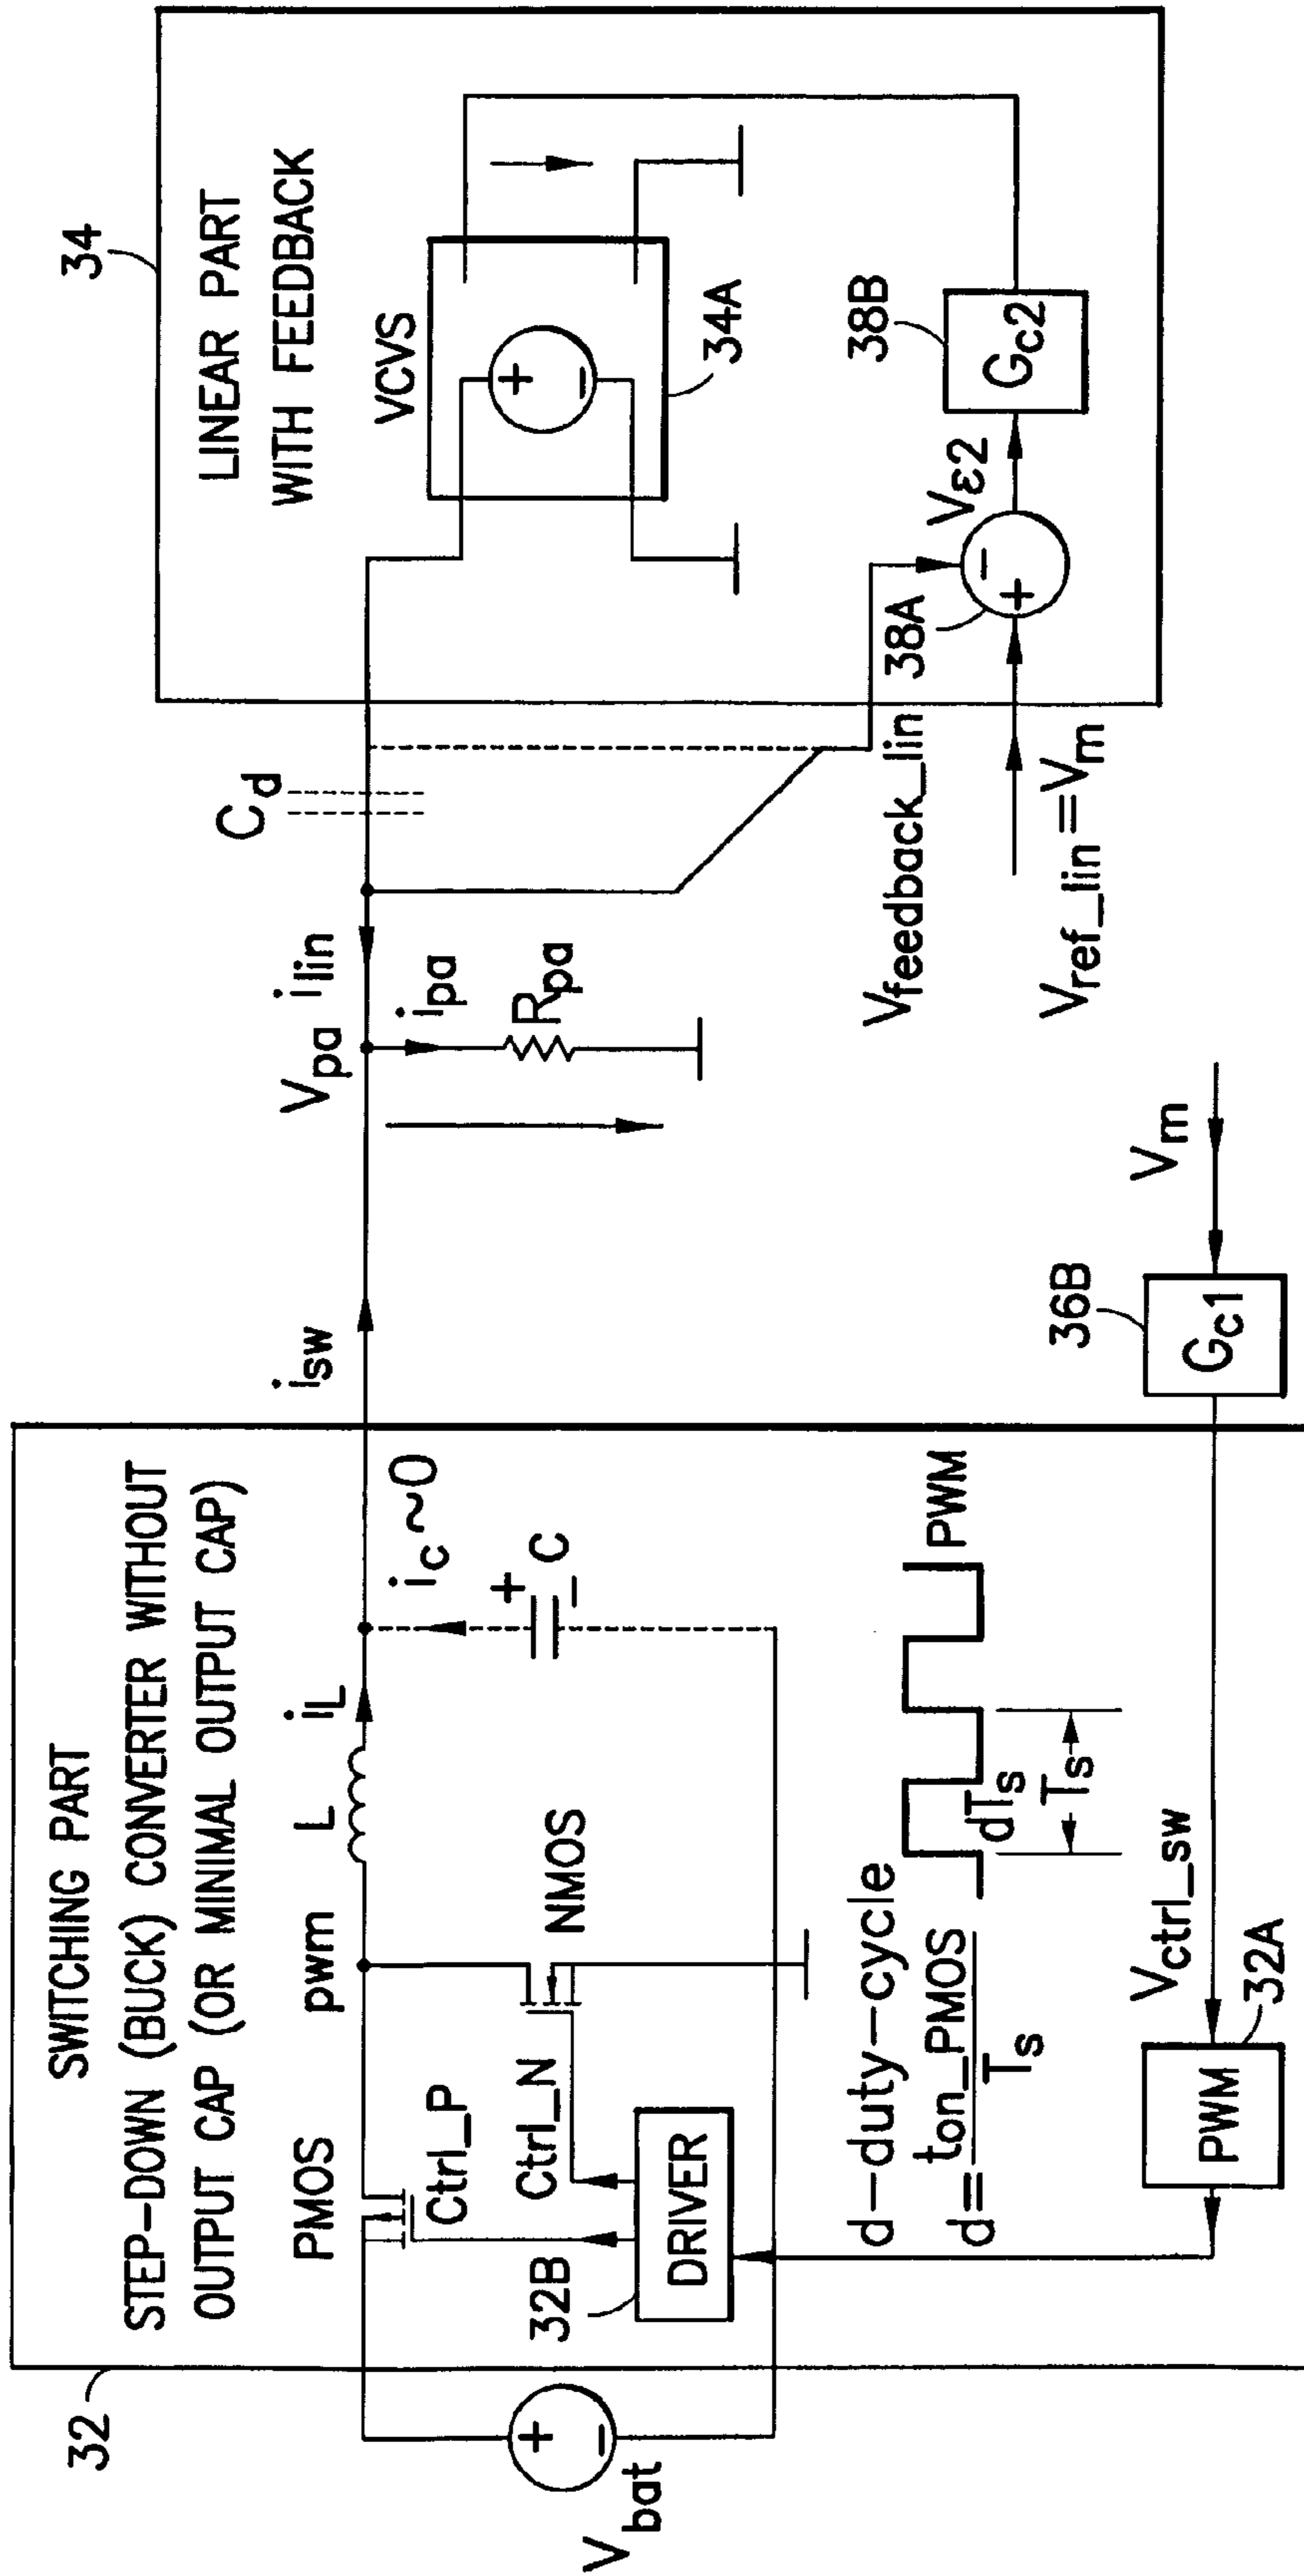 32
SWITCHING PART
STEP-DOWN (BUCK) CONVERTER WITHOUT
OUTPUT CAP (OR MINIMAL OUTPUT CAP)
Vbat
+
−
PMOS
Ctrl_P
pwm
L
iL
NMOS
Ctrl_N
32B
DRIVER
ic~0
+
−
C
d-duty-cycle
d=ton_PMOS/Ts
dTs
Ts
PWM
PWM
32A
Vctrl_sw
isw
36B
Gc1
Vm
Vpa
ilin
ipa
Rpa
Cd
Vfeedback_lin
Vref_lin=Vm
34
LINEAR PART
WITH FEEDBACK
VCVS
+
−
34A
38A
−
+
Vε2
38B
Gc2